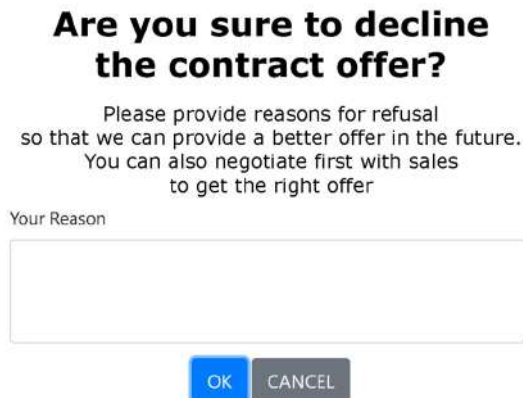 Are you sure to decline
the contract offer?
Please provide reasons for refusal
so that we can provide a better offer in the future.
You can also negotiate first with sales
to get the right offer
Your Reason
OK CANCEL